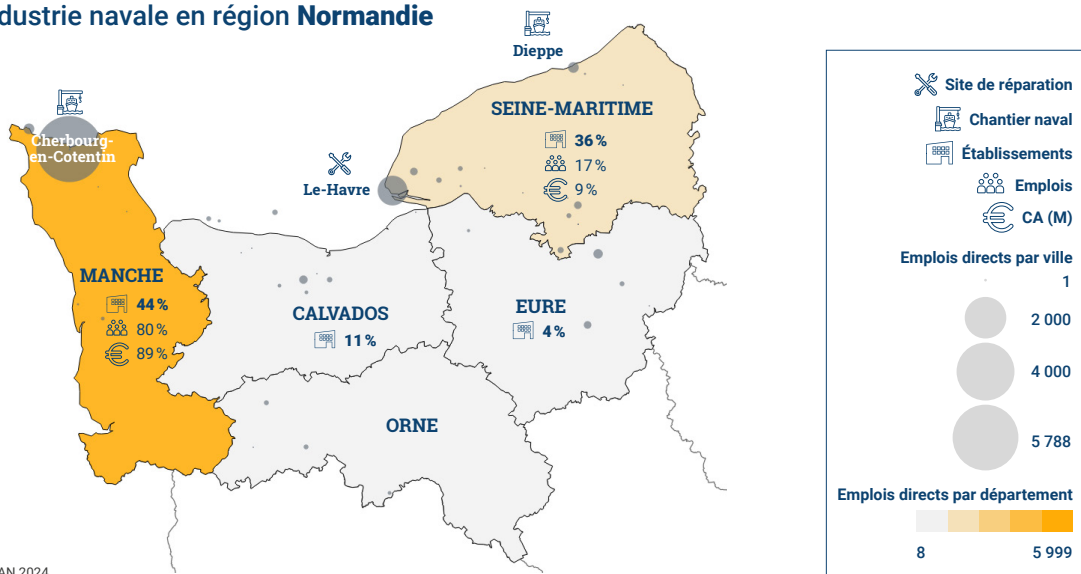 dustrie navale en région Normandie
Dieppe
SEINE-MARITIME
36%
17%
9%
Cherbourg-
en-Cotentin
Le-Havre
MANCHE
44%
80%
89%
CALVADOS
11%
EURE
4%
ORNE
Site de réparation
Chantier naval
Établissements
Emplois
CA (M)
Emplois directs par ville
1
2 000
4 000
5 788
Emplois directs par département
8 5 999
AN 2024